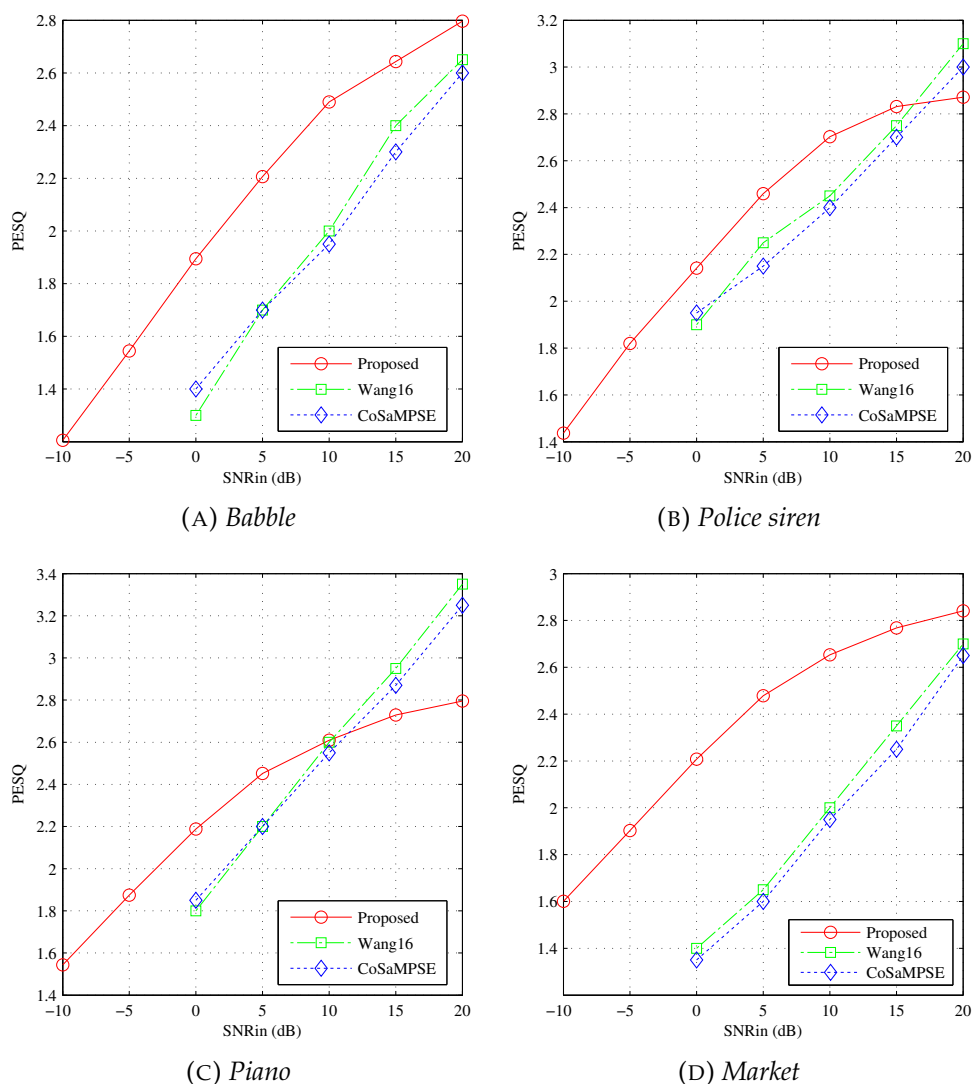 2.8
2.6
2.4
2.2
2
1.8
1.6
1.4
PESQ
−10 −5 0 5 10 15 20
SNRin (dB)
Proposed
Wang16
CoSaMPSE
(A) Babble
3.2
3
2.8
2.6
2.4
2.2
2
1.8
1.6
1.4
PESQ
−10 −5 0 5 10 15 20
SNRin (dB)
Proposed
Wang16
CoSaMPSE
(B) Police siren
3.4
3.2
3
2.8
2.6
2.4
2.2
2
1.8
1.6
1.4
PESQ
−10 −5 0 5 10 15 20
SNRin (dB)
Proposed
Wang16
CoSaMPSE
(C) Piano
3
2.8
2.6
2.4
2.2
2
1.8
1.6
1.4
PESQ
−10 −5 0 5 10 15 20
SNRin (dB)
Proposed
Wang16
CoSaMPSE
(D) Market